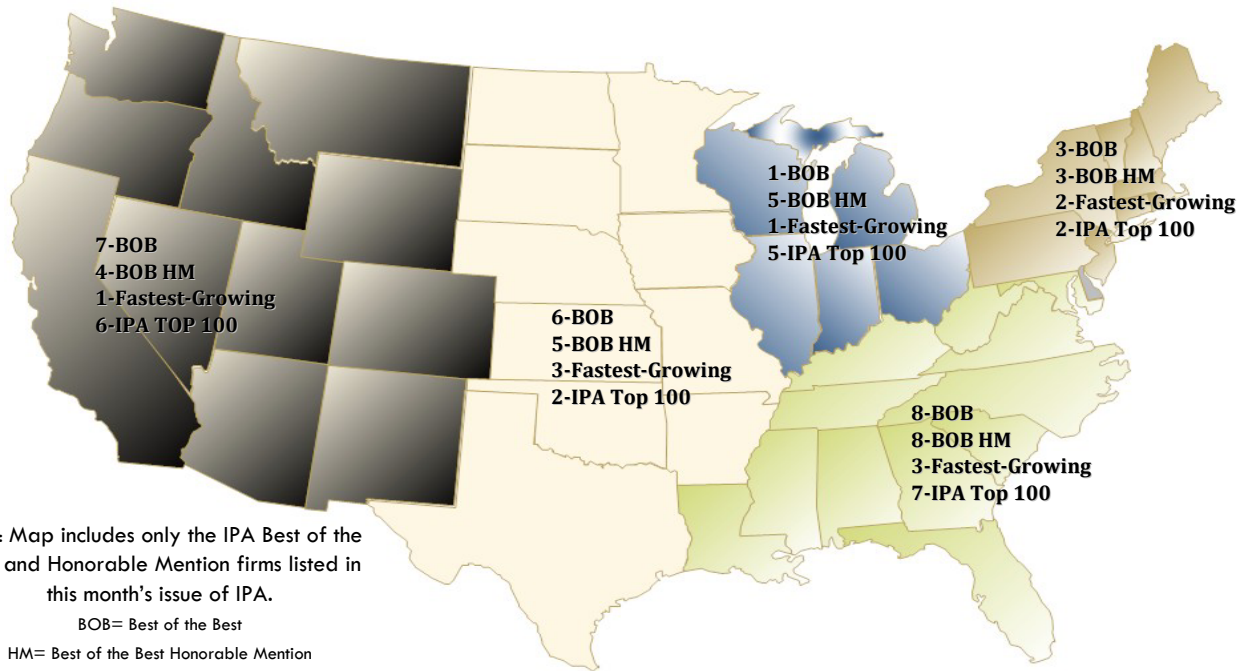 7-BOB
4-BOB HM
1-Fastest-Growing
6-IPA TOP 100
6-BOB
5-BOB HM
3-Fastest-Growing
2-IPA Top 100
1-BOB
5-BOB HM
1-Fastest-Growing
5-IPA Top 100
3-BOB
3-BOB HM
2-Fastest-Growing
2-IPA Top 100
8-BOB
8-BOB HM
3-Fastest-Growing
7-IPA Top 100
: Map includes only the IPA Best of the
and Honorable Mention firms listed in
this month's issue of IPA.
BOB= Best of the Best
HM= Best of the Best Honorable Mention